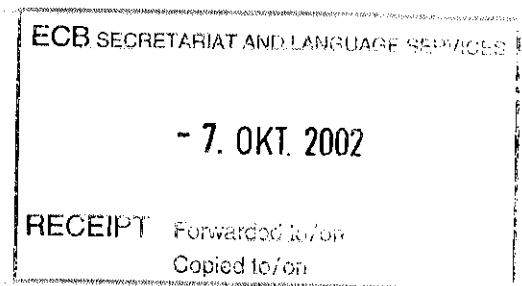 ECB SECRETARIAT AND LANGUAGE SERVICES
- 7. OKT. 2002
RECEIPT Forwarded to/on
Copied to/on